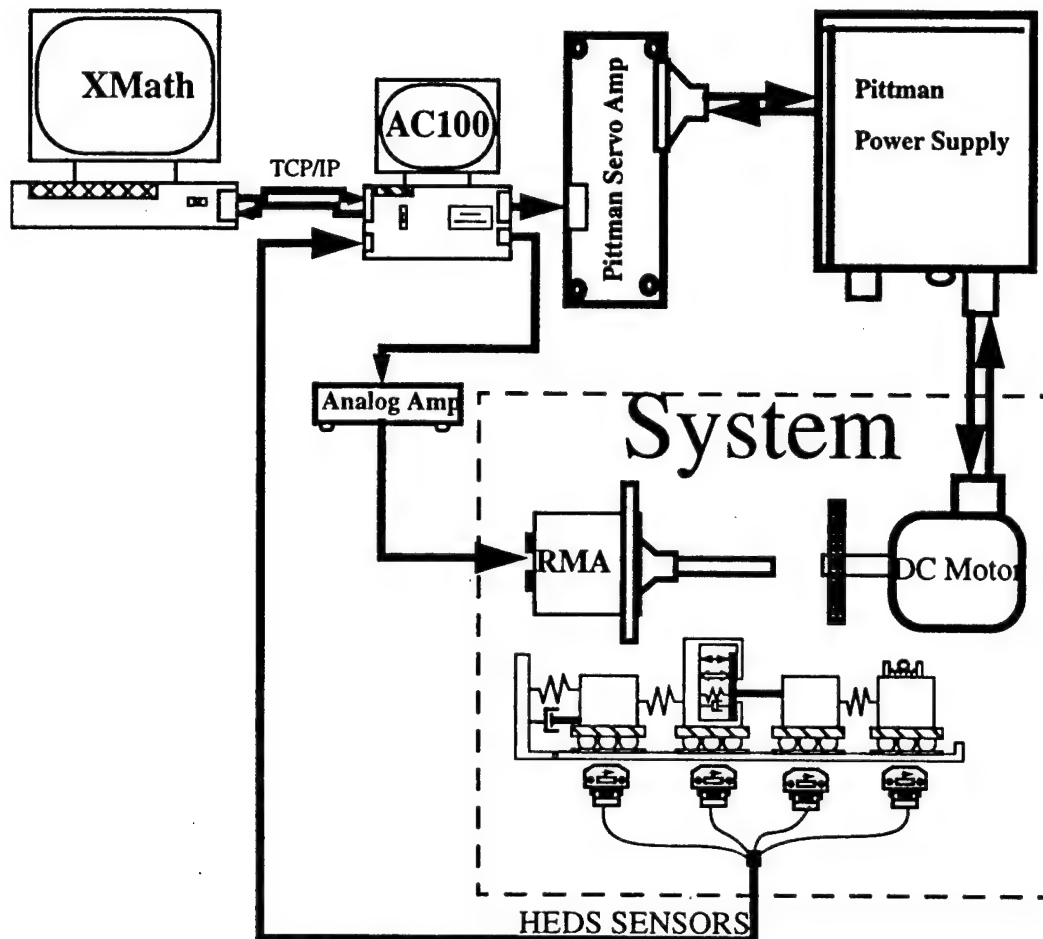 XMath
AC100
TCP/IP
Pittman Servo Amp
Pittman
Power Supply
Analog Amp
System
RMA
DC Motor
HEDS SENSORS